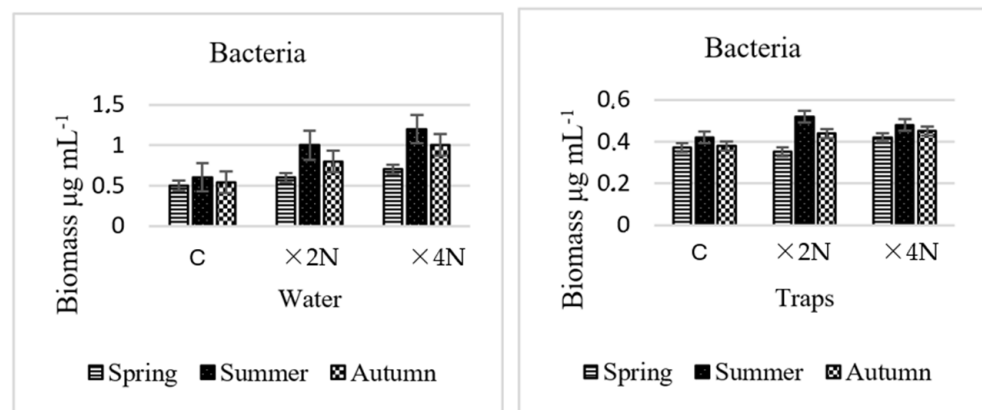 Bacteria
Biomass µg mL-1
1.5
1
0.5
0
C ×2N ×4N
Water
Spring Summer Autumn
Bacteria
Biomass µg mL-1
0.6
0.4
0.2
0
C ×2N ×4N
Traps
Spring Summer Autumn